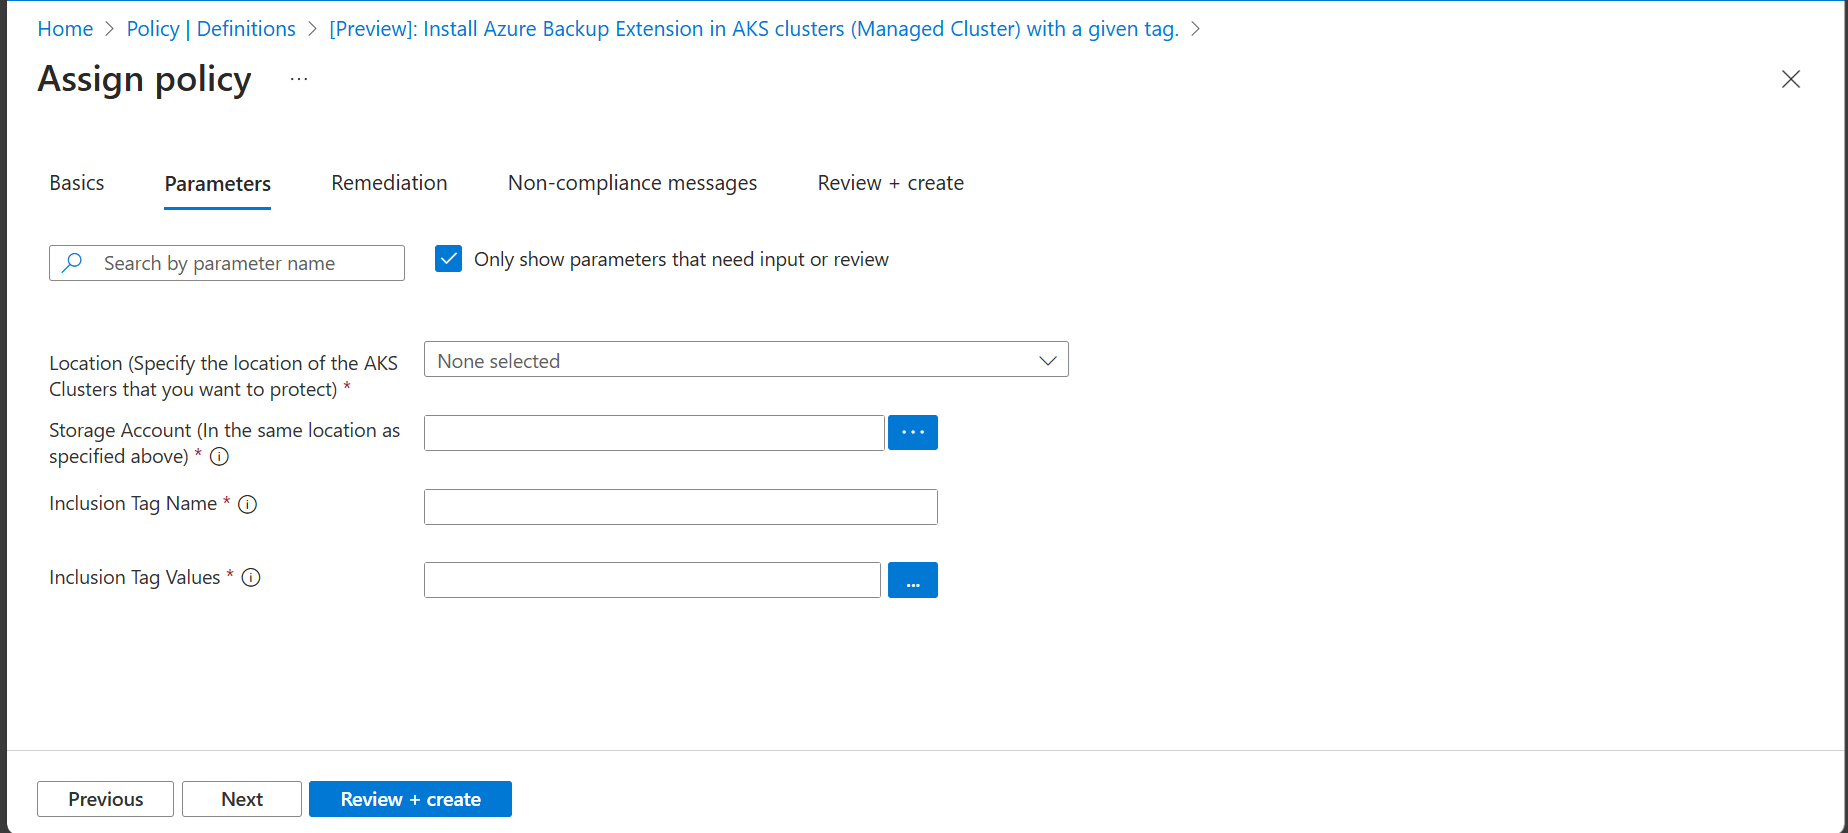 Home > Policy | Definitions > [Preview]: Install Azure Backup Extension in AKS clusters (Managed Cluster) with a given tag. >
Assign policy ...
Basics Parameters Remediation Non-compliance messages Review + create
Search by parameter name Only show parameters that need input or review
Location (Specify the location of the AKS
Clusters that you want to protect) *
None selected
Storage Account (In the same location as
specified above) *
...
Inclusion Tag Name *
Inclusion Tag Values *
...
Previous Next Review + create